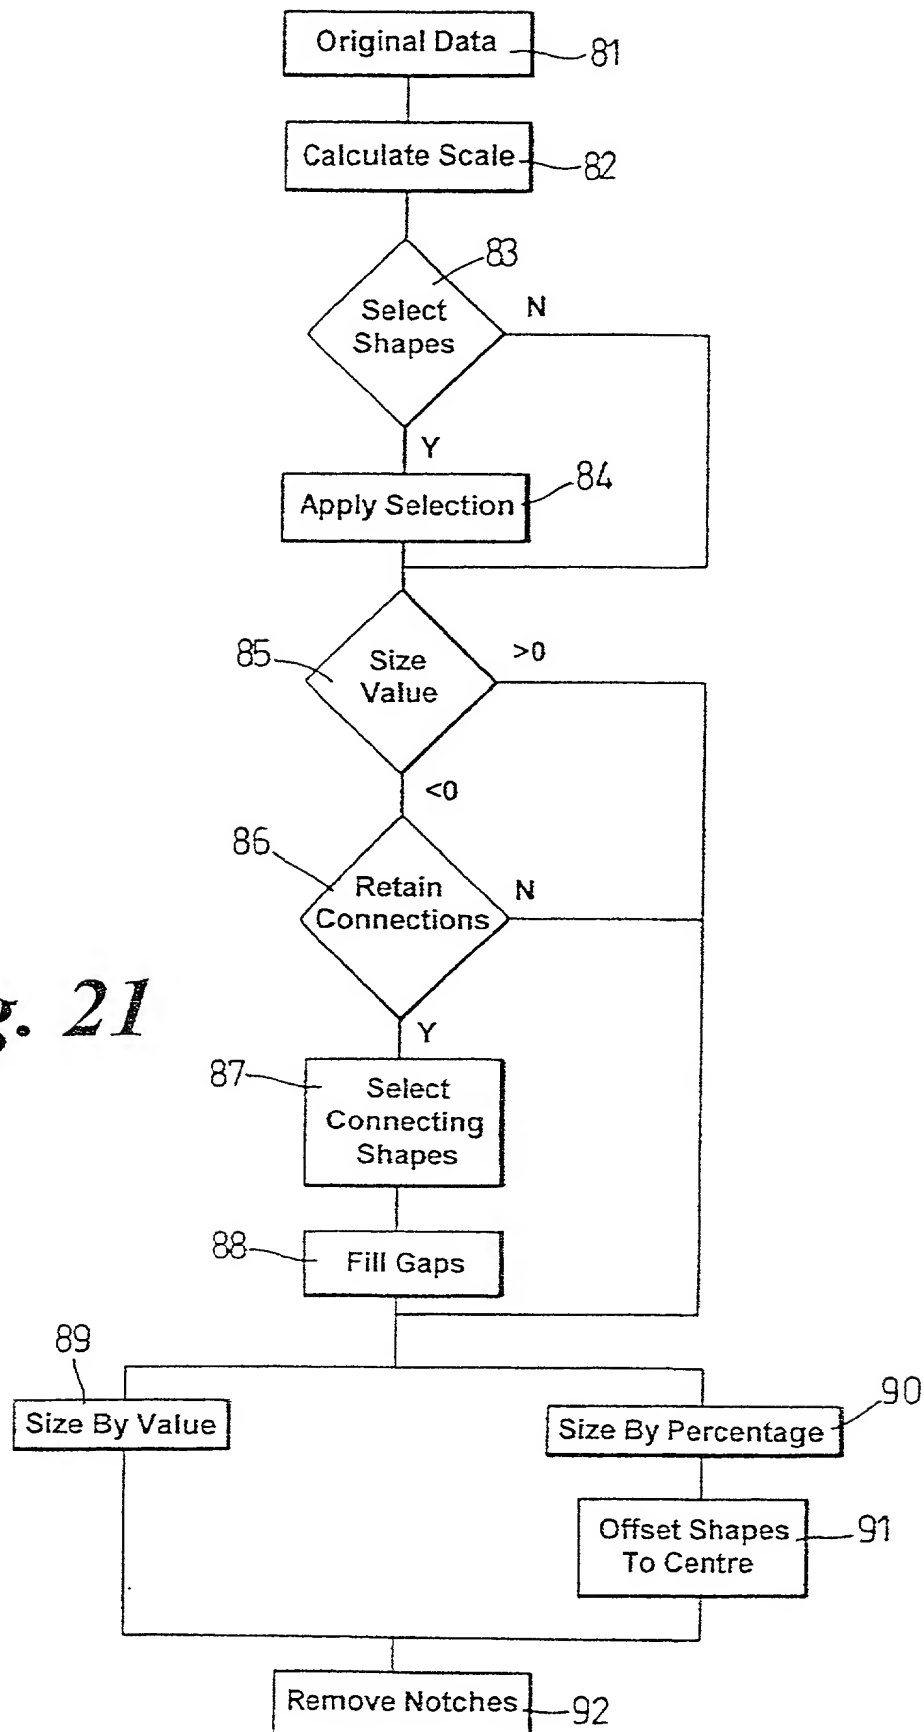 Original Data
81
Calculate Scale
82
83
Select
Shapes
N
Y
Apply Selection
84
85
Size
Value
>0
<0
86
Retain
Connections
N
Y
g. 21
87
Select
Connecting
Shapes
88
Fill Gaps
89
Size By Value
90
Size By Percentage
Offset Shapes
To Centre
91
Remove Notches
92